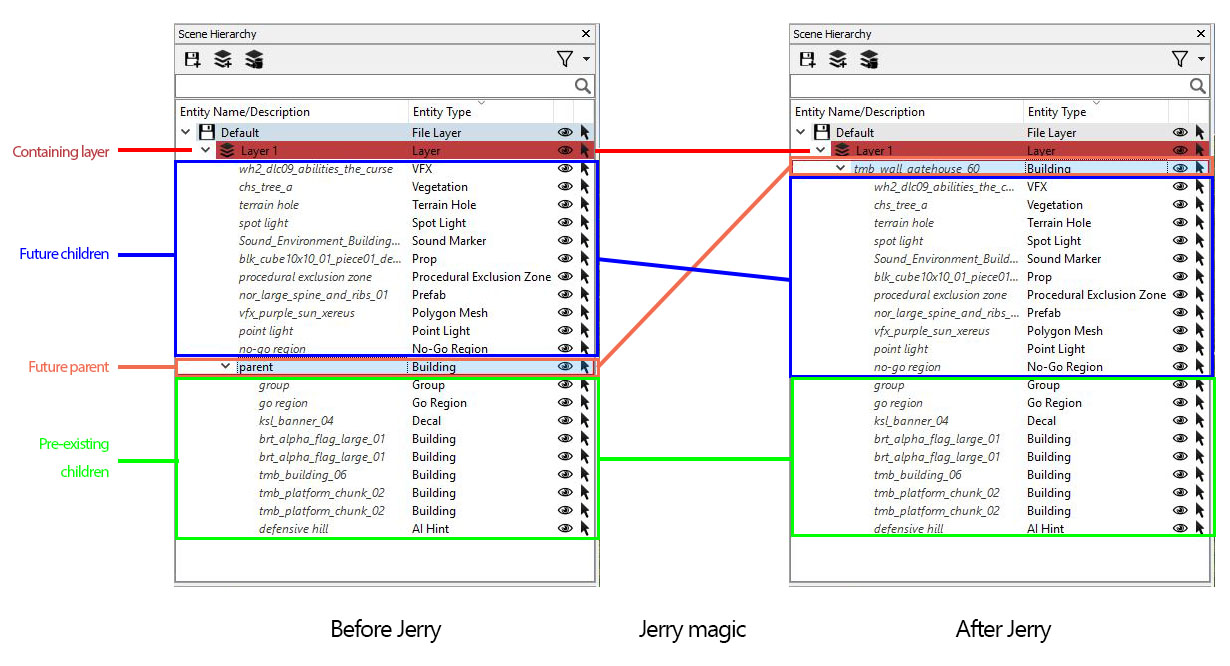 Scene Hierarchy
Entity Name/Description Entity Type
Default File Layer
Containing layer
Layer 1 Layer
wh2_dlc09_abilities_the_curse VFX
chs_tree_a Vegetation
terrain hole Terrain Hole
spot light Spot Light
Sound_Environment_Building... Sound Marker
Future children
blk_cube10x10_01_piece01_de... Prop
procedural exclusion zone Procedural Exclusion Zone
nor_large_spine_and_ribs_01 Prefab
vfx_purple_sun_xereus Polygon Mesh
point light Point Light
no-go region No-Go Region
Future parent
parent Building
group Group
go region Go Region
ksl_banner_04 Decal
brt_alpha_flag_large_01 Building
Pre-existing
children
brt_alpha_flag_large_01 Building
tmb_building_06 Building
tmb_platform_chunk_02 Building
tmb_platform_chunk_02 Building
defensive hill AI Hint
Scene Hierarchy
Entity Name/Description Entity Type
Default File Layer
Layer 1 Layer
tmb_wall_gatehouse_60 Building
wh2_dlc09_abilities_the_c... VFX
chs_tree_a Vegetation
terrain hole Terrain Hole
spot light Spot Light
Sound_Environment_Build... Sound Marker
blk_cube10x10_01_piece01... Prop
procedural exclusion zone Procedural Exclusion Zone
nor_large_spine_and_ribs_... Prefab
vfx_purple_sun_xereus Polygon Mesh
point light Point Light
no-go region No-Go Region
group Group
go region Go Region
ksl_banner_04 Decal
brt_alpha_flag_large_01 Building
brt_alpha_flag_large_01 Building
tmb_building_06 Building
tmb_platform_chunk_02 Building
tmb_platform_chunk_02 Building
defensive hill AI Hint
Before Jerry
Jerry magic
After Jerry